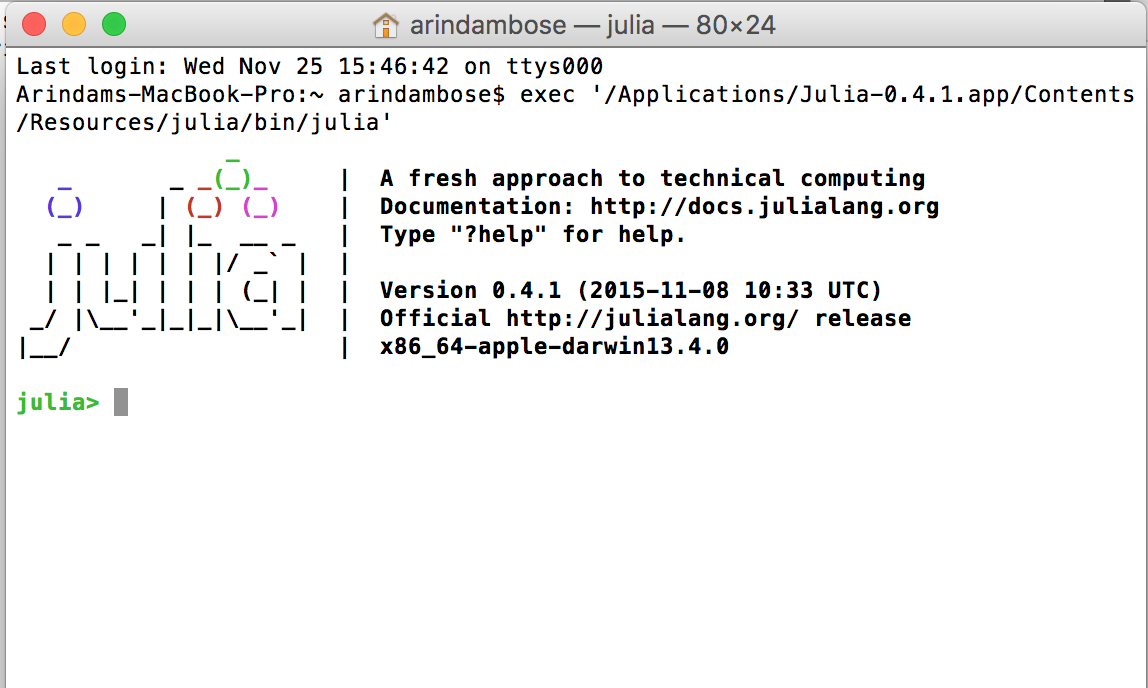 arindambose — julia — 80×24
Last login: Wed Nov 25 15:46:42 on ttys000
Arindams-MacBook-Pro:~ arindambose$ exec '/Applications/Julia-0.4.1.app/Contents
/Resources/julia/bin/julia'
               _
   _       _ _(_)_     |  A fresh approach to technical computing
  (_)     | (_) (_)    |  Documentation: http://docs.julialang.org
   _ _   _| |_  __ _   |  Type "?help" for help.
  | | | | | | |/ _` |  |
  | | |_| | | | (_| |  |  Version 0.4.1 (2015-11-08 10:33 UTC)
 _/ |\__'_|_|_|\__'_|  |  Official http://julialang.org/ release
|__/                   |  x86_64-apple-darwin13.4.0
julia>